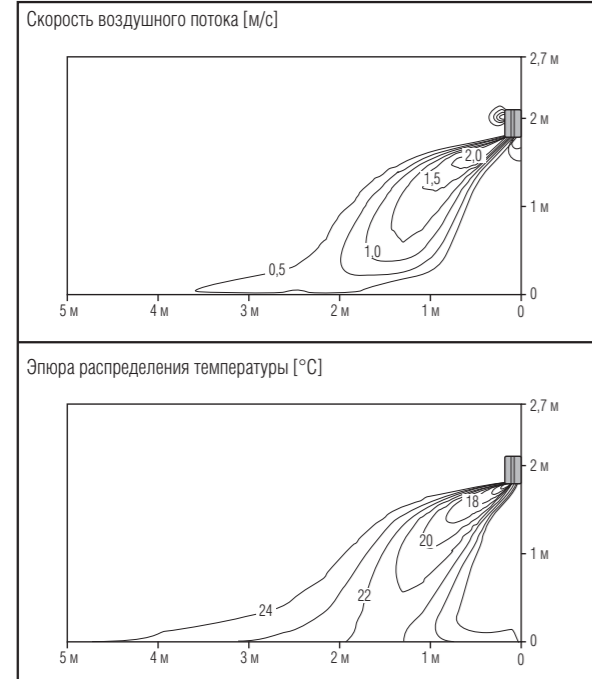 Скорость воздушного потока [м/с]
2,7 м
2 м
2,0
1,5
1 м
1,0
0,5
0
5 м 4 м 3 м 2 м 1 м 0
Эпюра распределения температуры [°C]
2,7 м
2 м
18
20
1 м
22
24
0
5 м 4 м 3 м 2 м 1 м 0